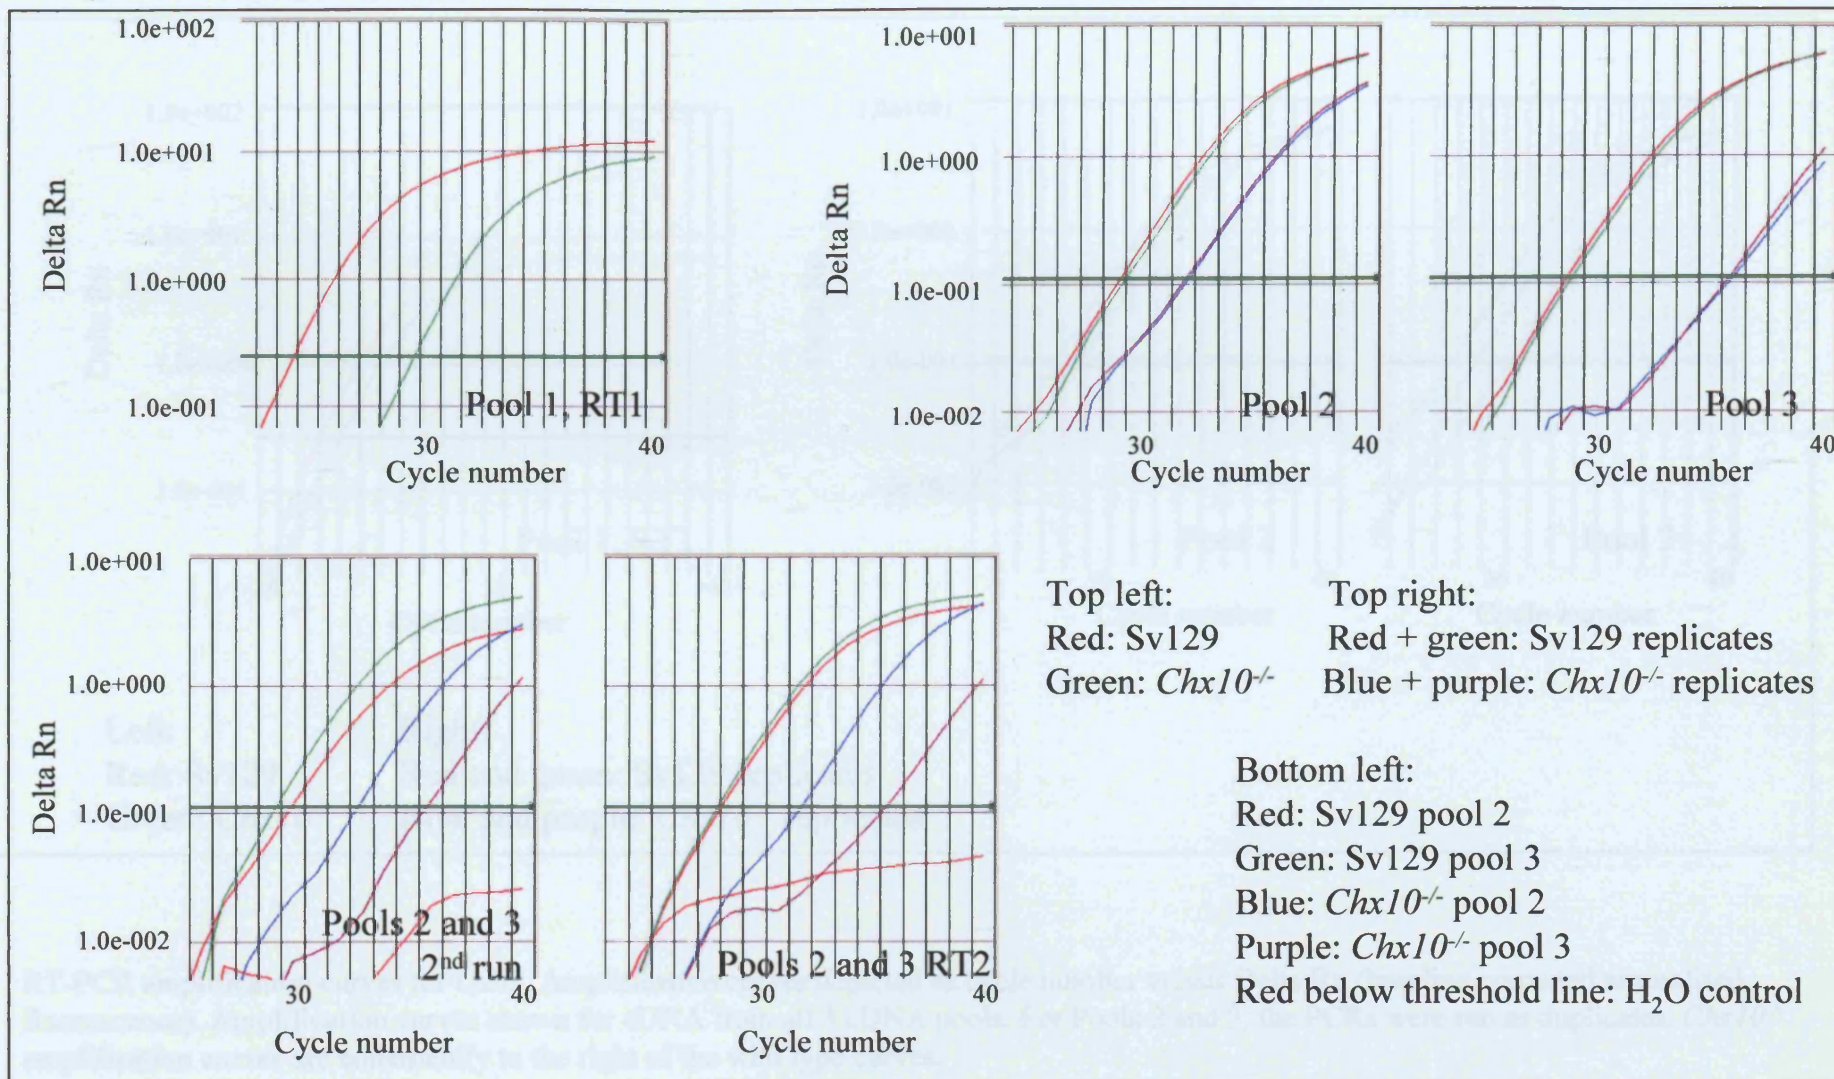 1.0e+002
1.0e+001
1.0e+000
1.0e-001
Delta Rn
Pool 1, RT1
30
40
Cycle number
1.0e+001
1.0e+000
1.0e-001
1.0e-002
Delta Rn
Pool 2
30
40
Cycle number
Pool 3
30
40
Cycle number
1.0e+001
1.0e+000
1.0e-001
1.0e-002
Delta Rn
Pools 2 and 3
2nd run
30
40
Cycle number
Pools 2 and 3 RT2
30
40
Cycle number
Top left:
Red: Sv129
Green: Chx10-/-
Top right:
Red + green: Sv129 replicates
Blue + purple: Chx10-/- replicates
Bottom left:
Red: Sv129 pool 2
Green: Sv129 pool 3
Blue: Chx10-/- pool 2
Purple: Chx10-/- pool 3
Red below threshold line: H2O control